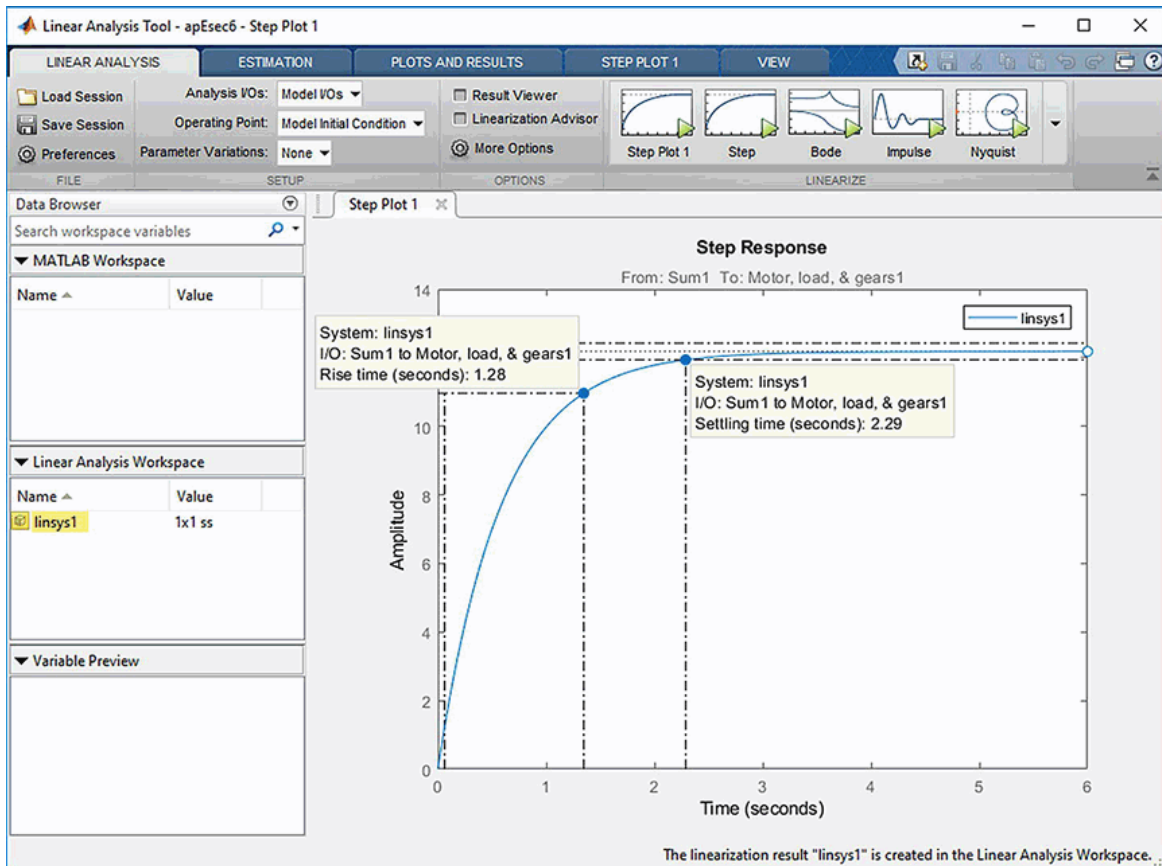 Linear Analysis Tool - apEsec6 - Step Plot 1
LINEAR ANALYSIS ESTIMATION PLOTS AND RESULTS STEP PLOT 1 VIEW
Load Session
Save Session
Preferences
FILE
Analysis I/Os: Model I/Os
Operating Point: Model Initial Condition
Parameter Variations: None
SETUP
Result Viewer
Linearization Advisor
More Options
OPTIONS
Step Plot 1 Step Bode Impulse Nyquist
LINEARIZE
Data Browser
Search workspace variables
MATLAB Workspace
Name Value
Linear Analysis Workspace
Name Value
linsys1 1x1 ss
Variable Preview
Step Plot 1
Step Response
From: Sum1 To: Motor, load, & gears1
linsys1
System: linsys1
I/O: Sum1 to Motor, load, & gears1
Rise time (seconds): 1.28
System: linsys1
I/O: Sum1 to Motor, load, & gears1
Settling time (seconds): 2.29
Amplitude
14
10
8
6
4
2
0
0 1 2 3 4 5 6
Time (seconds)
The linearization result "linsys1" is created in the Linear Analysis Workspace.